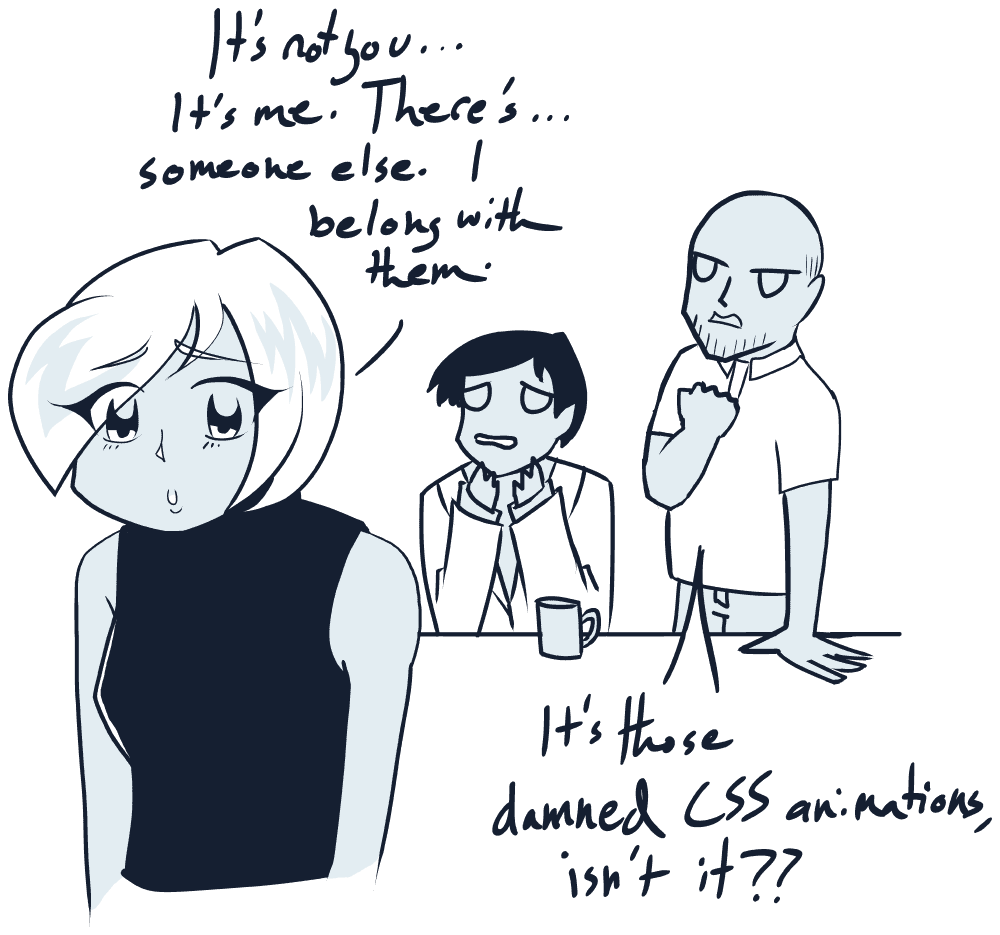 It's not you...
It's me. There's...
someone else. I
belong with
them.
It's those
damned CSS animations,
isn't it??